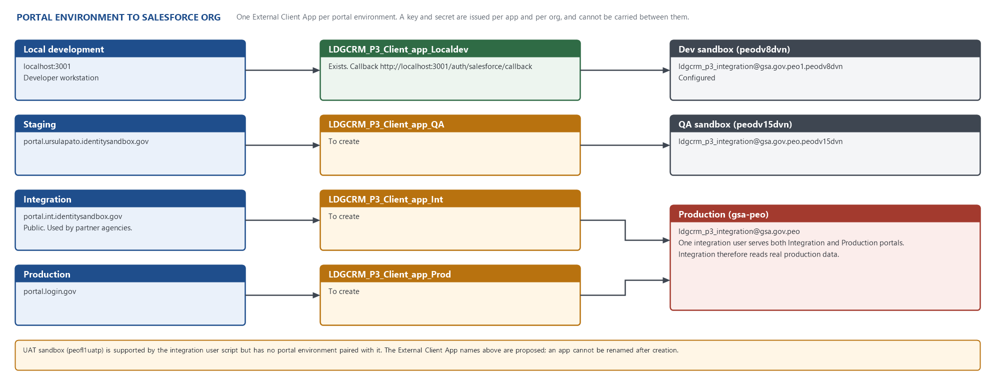 PORTAL ENVIRONMENT TO SALESFORCE ORG
One External Client App per portal environment. A key and secret are issued per app and per org, and cannot be carried between them.
Local development
localhost:3001
Developer workstation
LDGCRM_P3_Client_app_Localdev
Exists. Callback http://localhost:3001/auth/salesforce/callback
Dev sandbox (peodv8dvn)
ldgcrm_p3_integration@gsa.gov.peo1.peodv8dvn
Configured
Staging
portal.ursulapato.identitysandbox.gov
LDGCRM_P3_Client_app_QA
To create
QA sandbox (peodv15dvn)
ldgcrm_p3_integration@gsa.gov.peo.peodv15dvn
Integration
portal.int.identitysandbox.gov
Public. Used by partner agencies.
LDGCRM_P3_Client_app_Int
To create
Production (gsa-peo)
ldgcrm_p3_integration@gsa.gov.peo
One integration user serves both Integration and Production portals.
Integration therefore reads real production data.
Production
portal.login.gov
LDGCRM_P3_Client_app_Prod
To create
UAT sandbox (peofl1uatp) is supported by the integration user script but has no portal environment paired with it. The External Client App names above are proposed; an app cannot be renamed after creation.